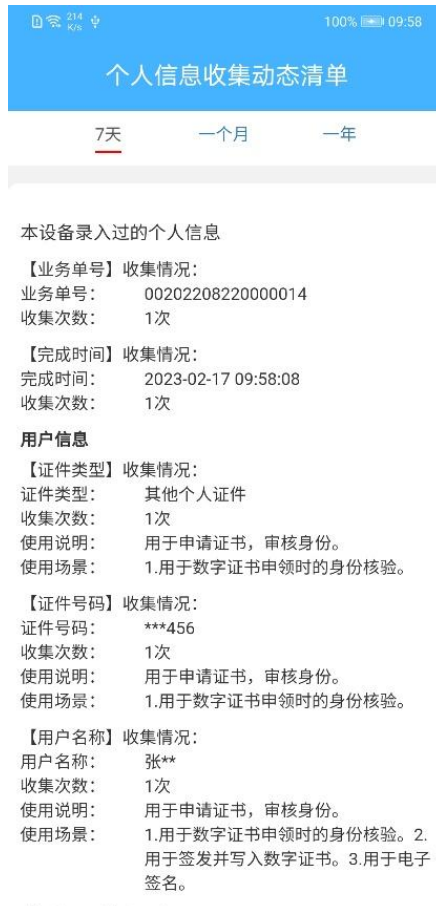 214
K/s
100% 09:58
个人信息收集动态清单
7天 一个月 一年
本设备录入过的个人信息
【业务单号】收集情况:
业务单号: 00202208220000014
收集次数: 1次
【完成时间】收集情况:
完成时间: 2023-02-17 09:58:08
收集次数: 1次
用户信息
【证件类型】收集情况:
证件类型: 其他个人证件
收集次数: 1次
使用说明: 用于申请证书，审核身份。
使用场景: 1.用于数字证书申领时的身份核验。
【证件号码】收集情况:
证件号码: ***456
收集次数: 1次
使用说明: 用于申请证书，审核身份。
使用场景: 1.用于数字证书申领时的身份核验。
【用户名称】收集情况:
用户名称: 张**
收集次数: 1次
使用说明: 用于申请证书，审核身份。
使用场景: 1.用于数字证书申领时的身份核验。2.
用于签发并写入数字证书。3.用于电子
签名。